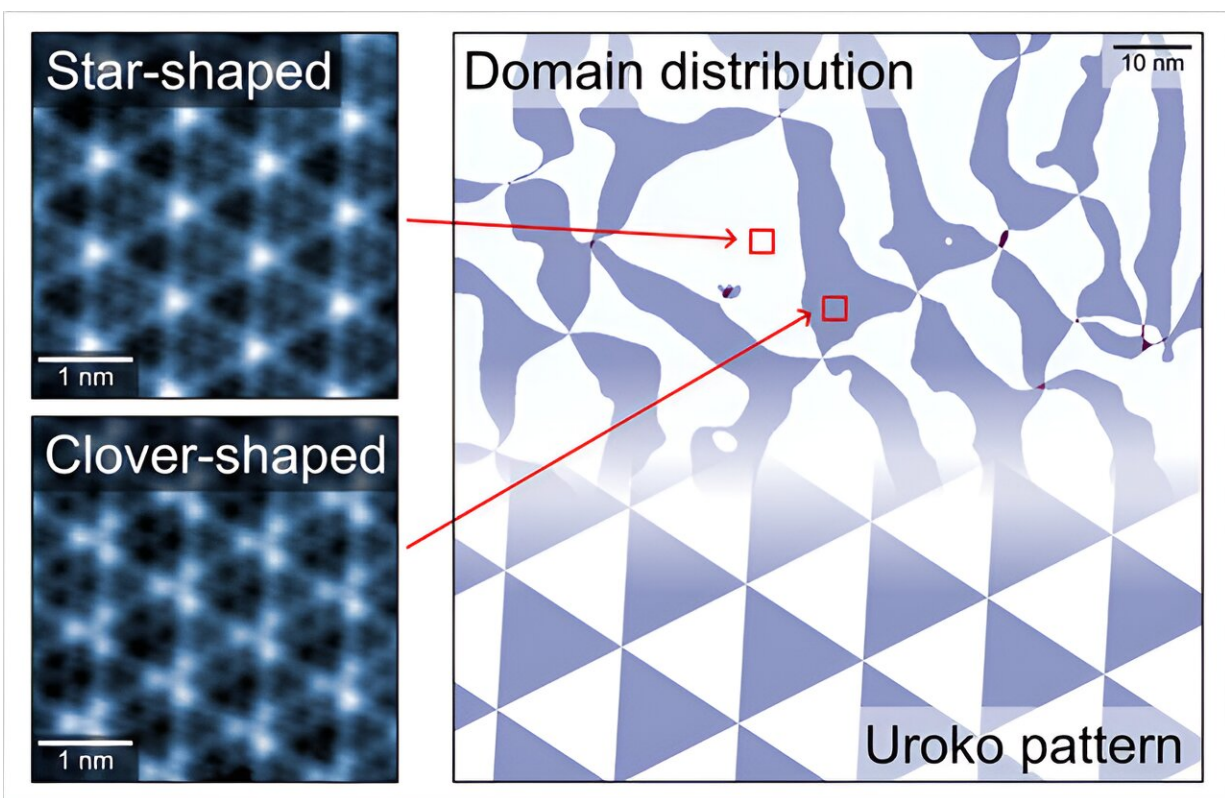 Star-shaped
1 nm
Clover-shaped
1 nm
Domain distribution
10 nm
Uroko pattern